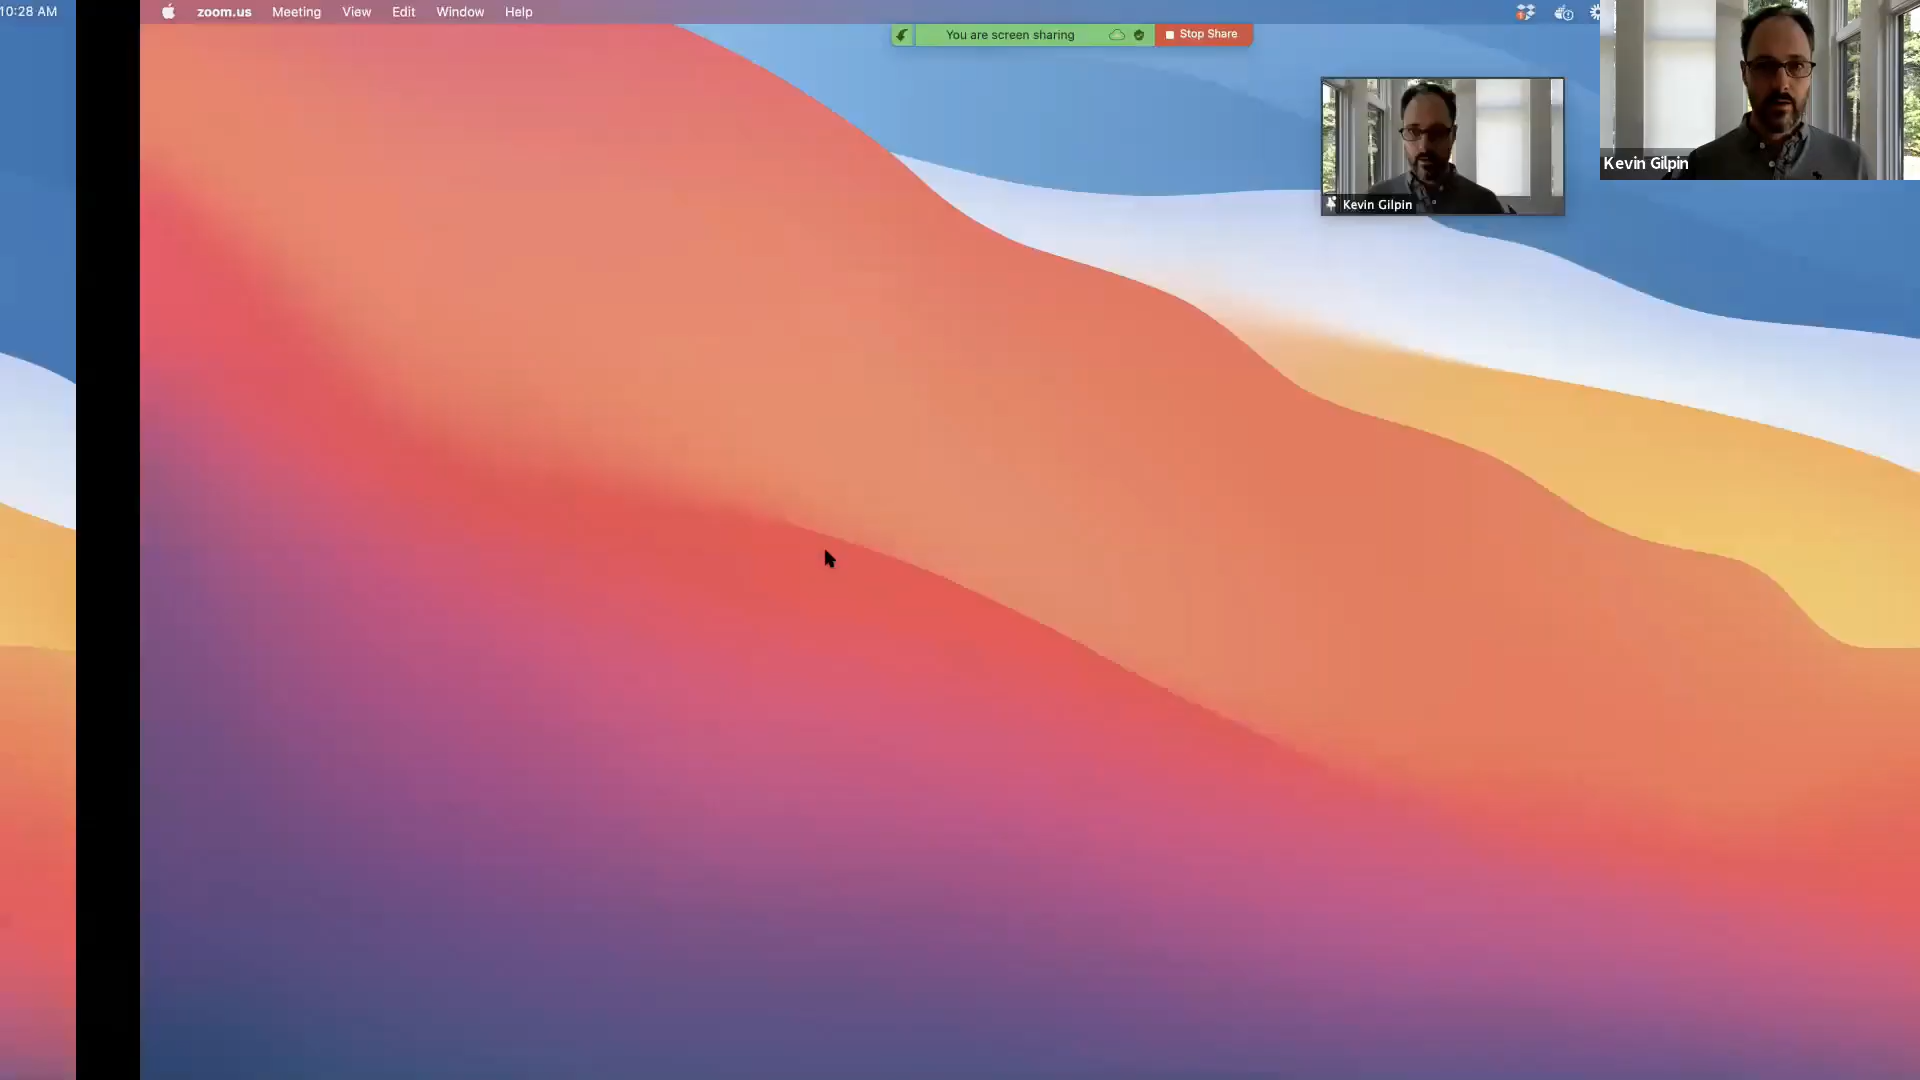 10:28 AM
zoom.us Meeting View Edit Window Help
You are screen sharing
Stop Share
Kevin Gilpin
Kevin Gilpin